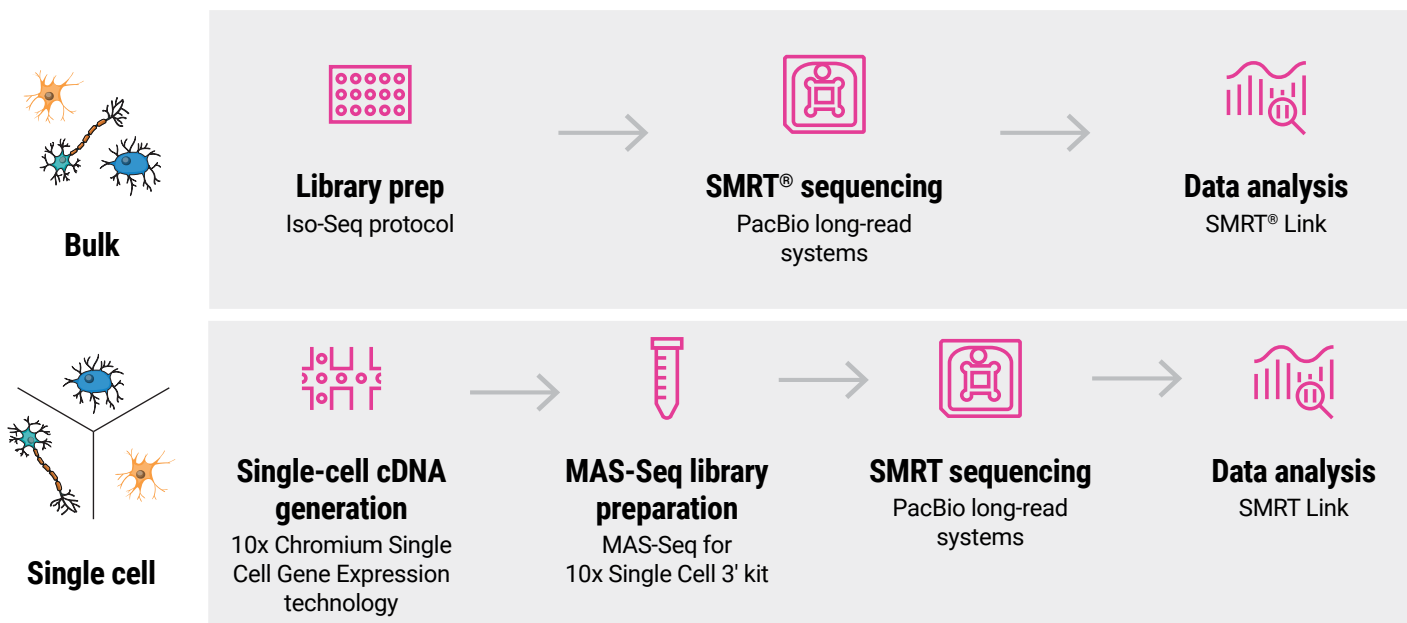 Bulk
Library prep
Iso-Seq protocol
SMRT® sequencing
PacBio long-read
systems
Data analysis
SMRT® Link
Single cell
Single-cell cDNA
generation
10x Chromium Single
Cell Gene Expression
technology
MAS-Seq library
preparation
MAS-Seq for
10x Single Cell 3' kit
SMRT sequencing
PacBio long-read
systems
Data analysis
SMRT Link